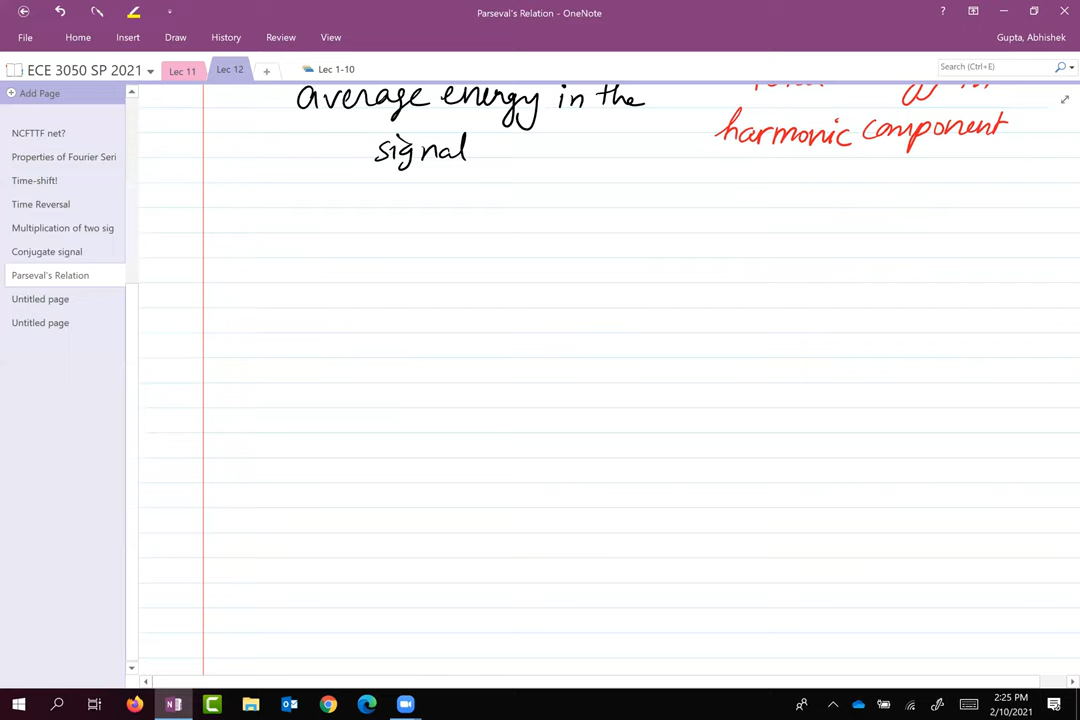 Parseval's Relation - OneNote
File Home Insert Draw History Review View
Gupta, Abhishek
ECE 3050 SP 2021
Lec 11
Lec 12
Lec 1-10
Search (Ctrl+E)
Add Page
NCFTTF net?
Properties of Fourier Seri
Time-shift!
Time Reversal
Multiplication of two sig
Conjugate signal
Parseval's Relation
Untitled page
Untitled page
average energy in the
signal
harmonic component
2:25 PM
2/10/2021